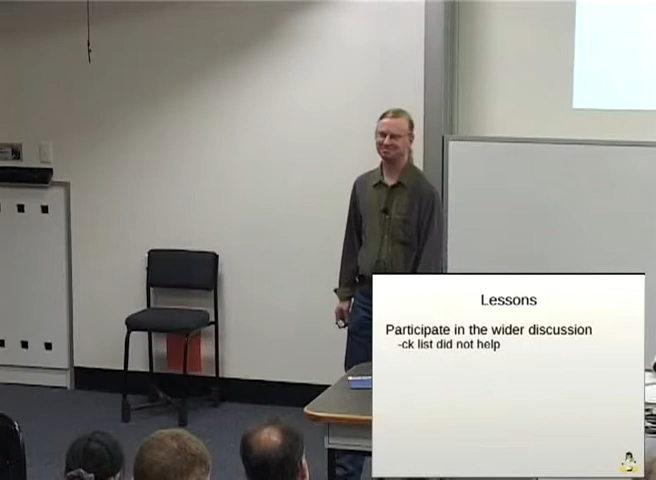 Lessons
Participate in the wider discussion
-ck list did not help